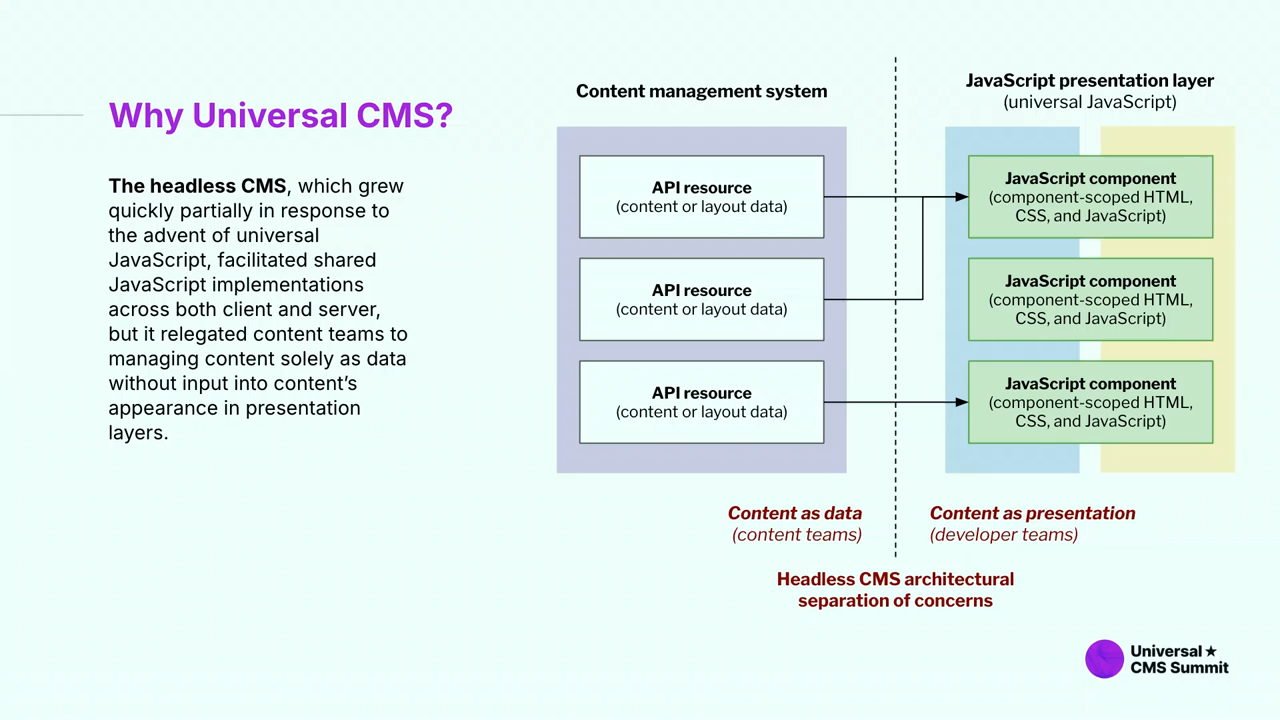 Why Universal CMS?
The headless CMS, which grew
quickly partially in response to
the advent of universal
JavaScript, facilitated shared
JavaScript implementations
across both client and server,
but it relegated content teams to
managing content solely as data
without input into content's
appearance in presentation
layers.
Content management system
JavaScript presentation layer
(universal JavaScript)
API resource
(content or layout data)
JavaScript component
(component-scoped HTML,
CSS, and JavaScript)
API resource
(content or layout data)
JavaScript component
(component-scoped HTML,
CSS, and JavaScript)
API resource
(content or layout data)
JavaScript component
(component-scoped HTML,
CSS, and JavaScript)
Content as data
(content teams)
Content as presentation
(developer teams)
Headless CMS architectural
separation of concerns
Universal ★
CMS Summit